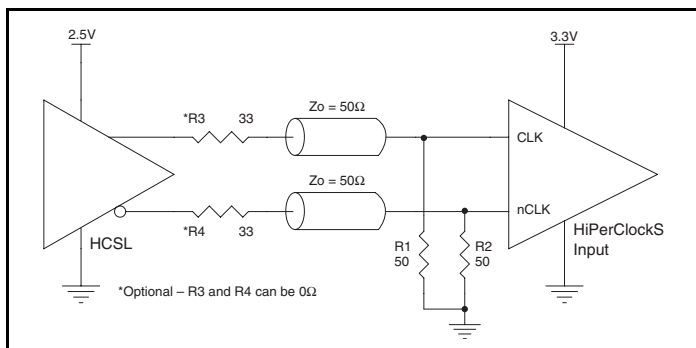 2.5V
3.3V
*R3 33
Zo = 50Ω
CLK
Zo = 50Ω
nCLK
*R4 33
HCSL
R1
50
R2
50
HiPerClockS
Input
*Optional – R3 and R4 can be 0Ω